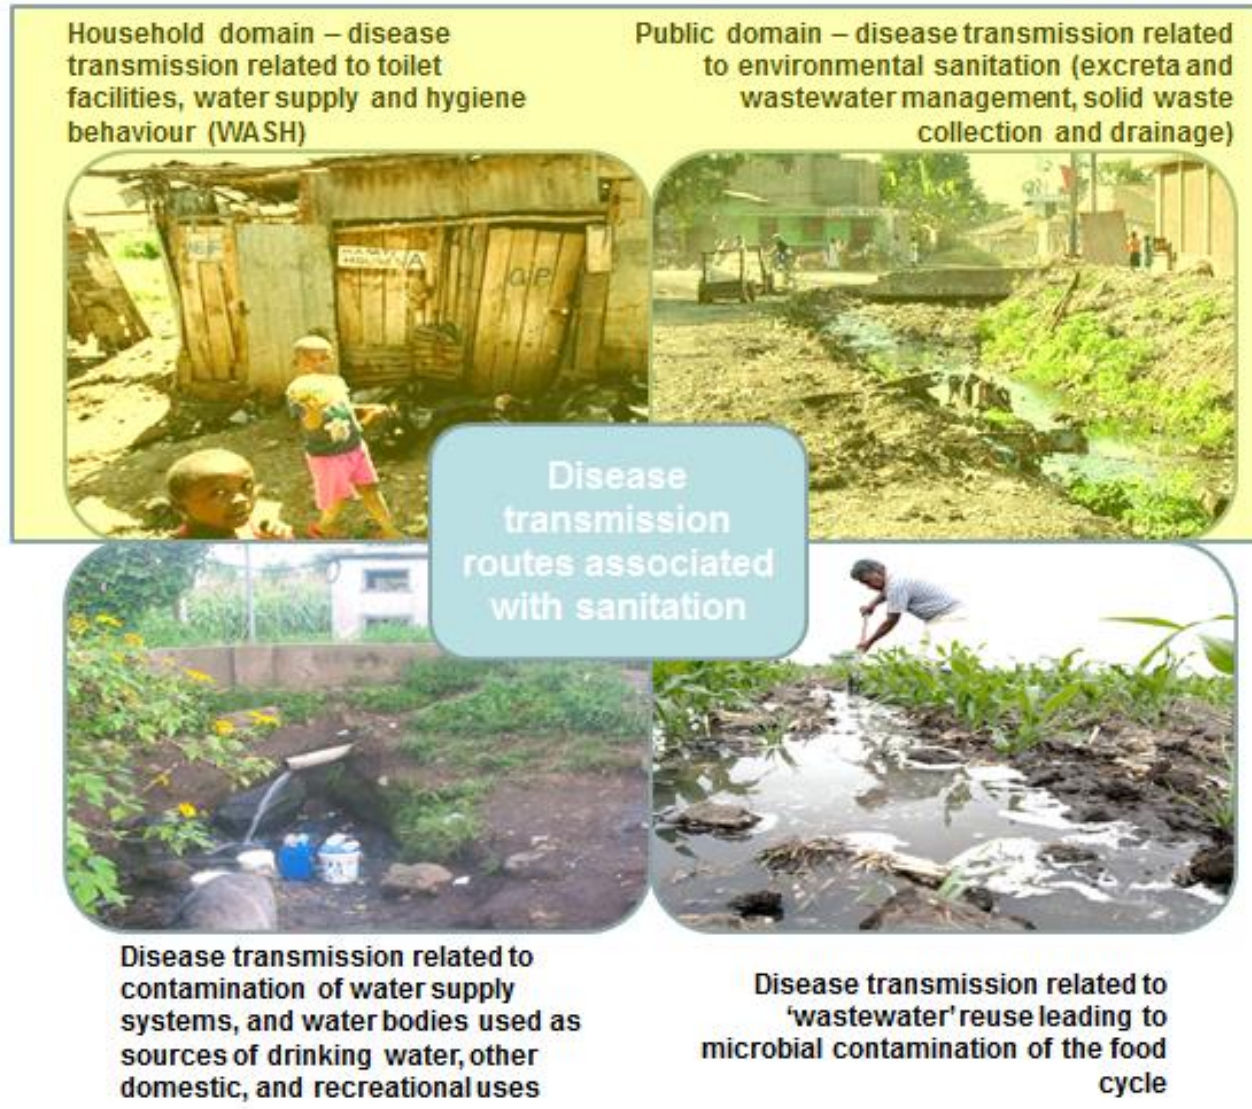 Household domain – disease
transmission related to toilet
facilities, water supply and hygiene
behaviour (WASH)
Public domain – disease transmission related
to environmental sanitation (excreta and
wastewater management, solid waste
collection and drainage)
G.P
Disease
transmission
routes associated
with sanitation
Disease transmission related to
contamination of water supply
systems, and water bodies used as
sources of drinking water, other
domestic, and recreational uses
Disease transmission related to
‘wastewater’ reuse leading to
microbial contamination of the food
cycle